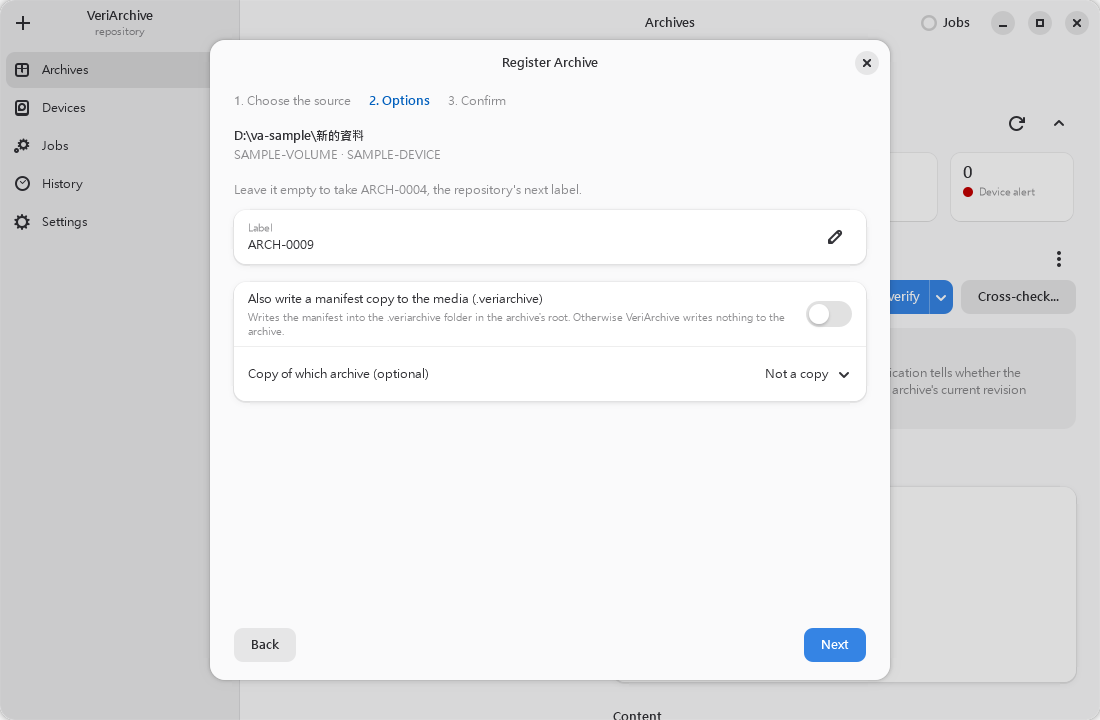 VeriArchive
repository
Archives
Devices
Jobs
History
Settings
Archives
Jobs
Register Archive
1. Choose the source
2. Options
3. Confirm
D:\va-sample\新的資料
SAMPLE-VOLUME · SAMPLE-DEVICE
Leave it empty to take ARCH-0004, the repository's next label.
Label
ARCH-0009
Also write a manifest copy to the media (.veriarchive)
Writes the manifest into the .veriarchive folder in the archive's root. Otherwise VeriArchive writes nothing to the
archive.
Copy of which archive (optional)
Not a copy
Back
Next
0
Device alert
verify
Cross-check...
ication tells whether the
archive's current revision
Content